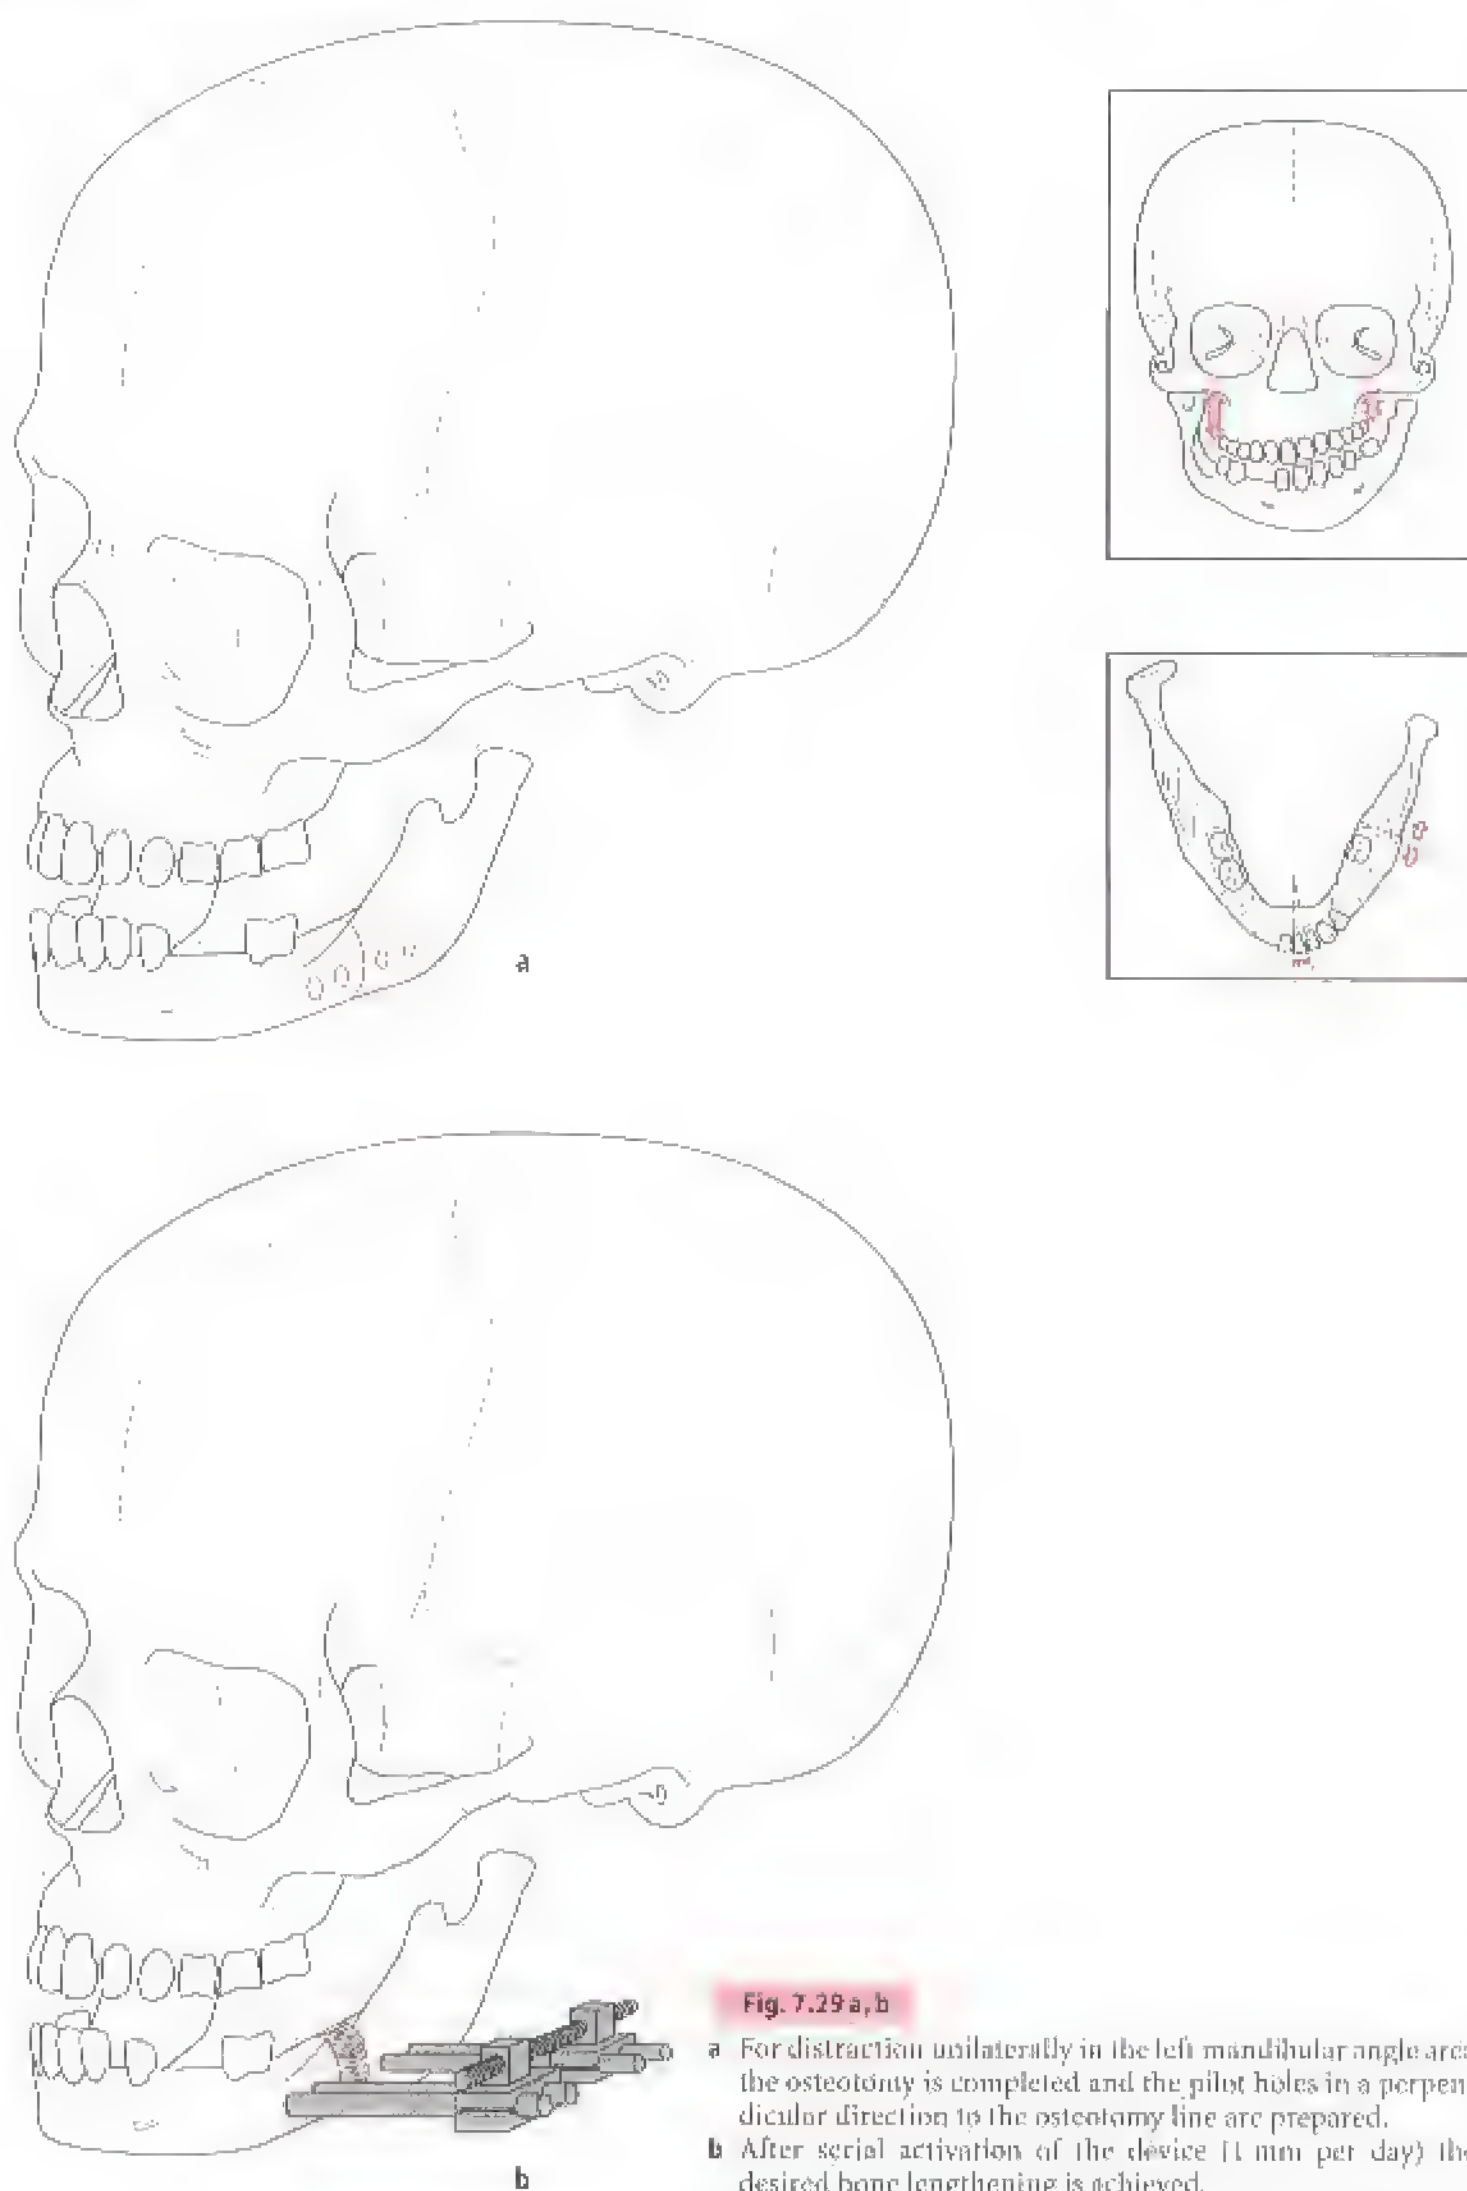 a
b
Fig. 7.29 a, b
a For distraction unilaterally in the left mandibular angle area
the osteotomy is completed and the pilot holes in a perpen
dicular direction to the osteotomy line are prepared.
b After serial activation of the device (1 mm per day) the
desired bone lengthening is achieved.